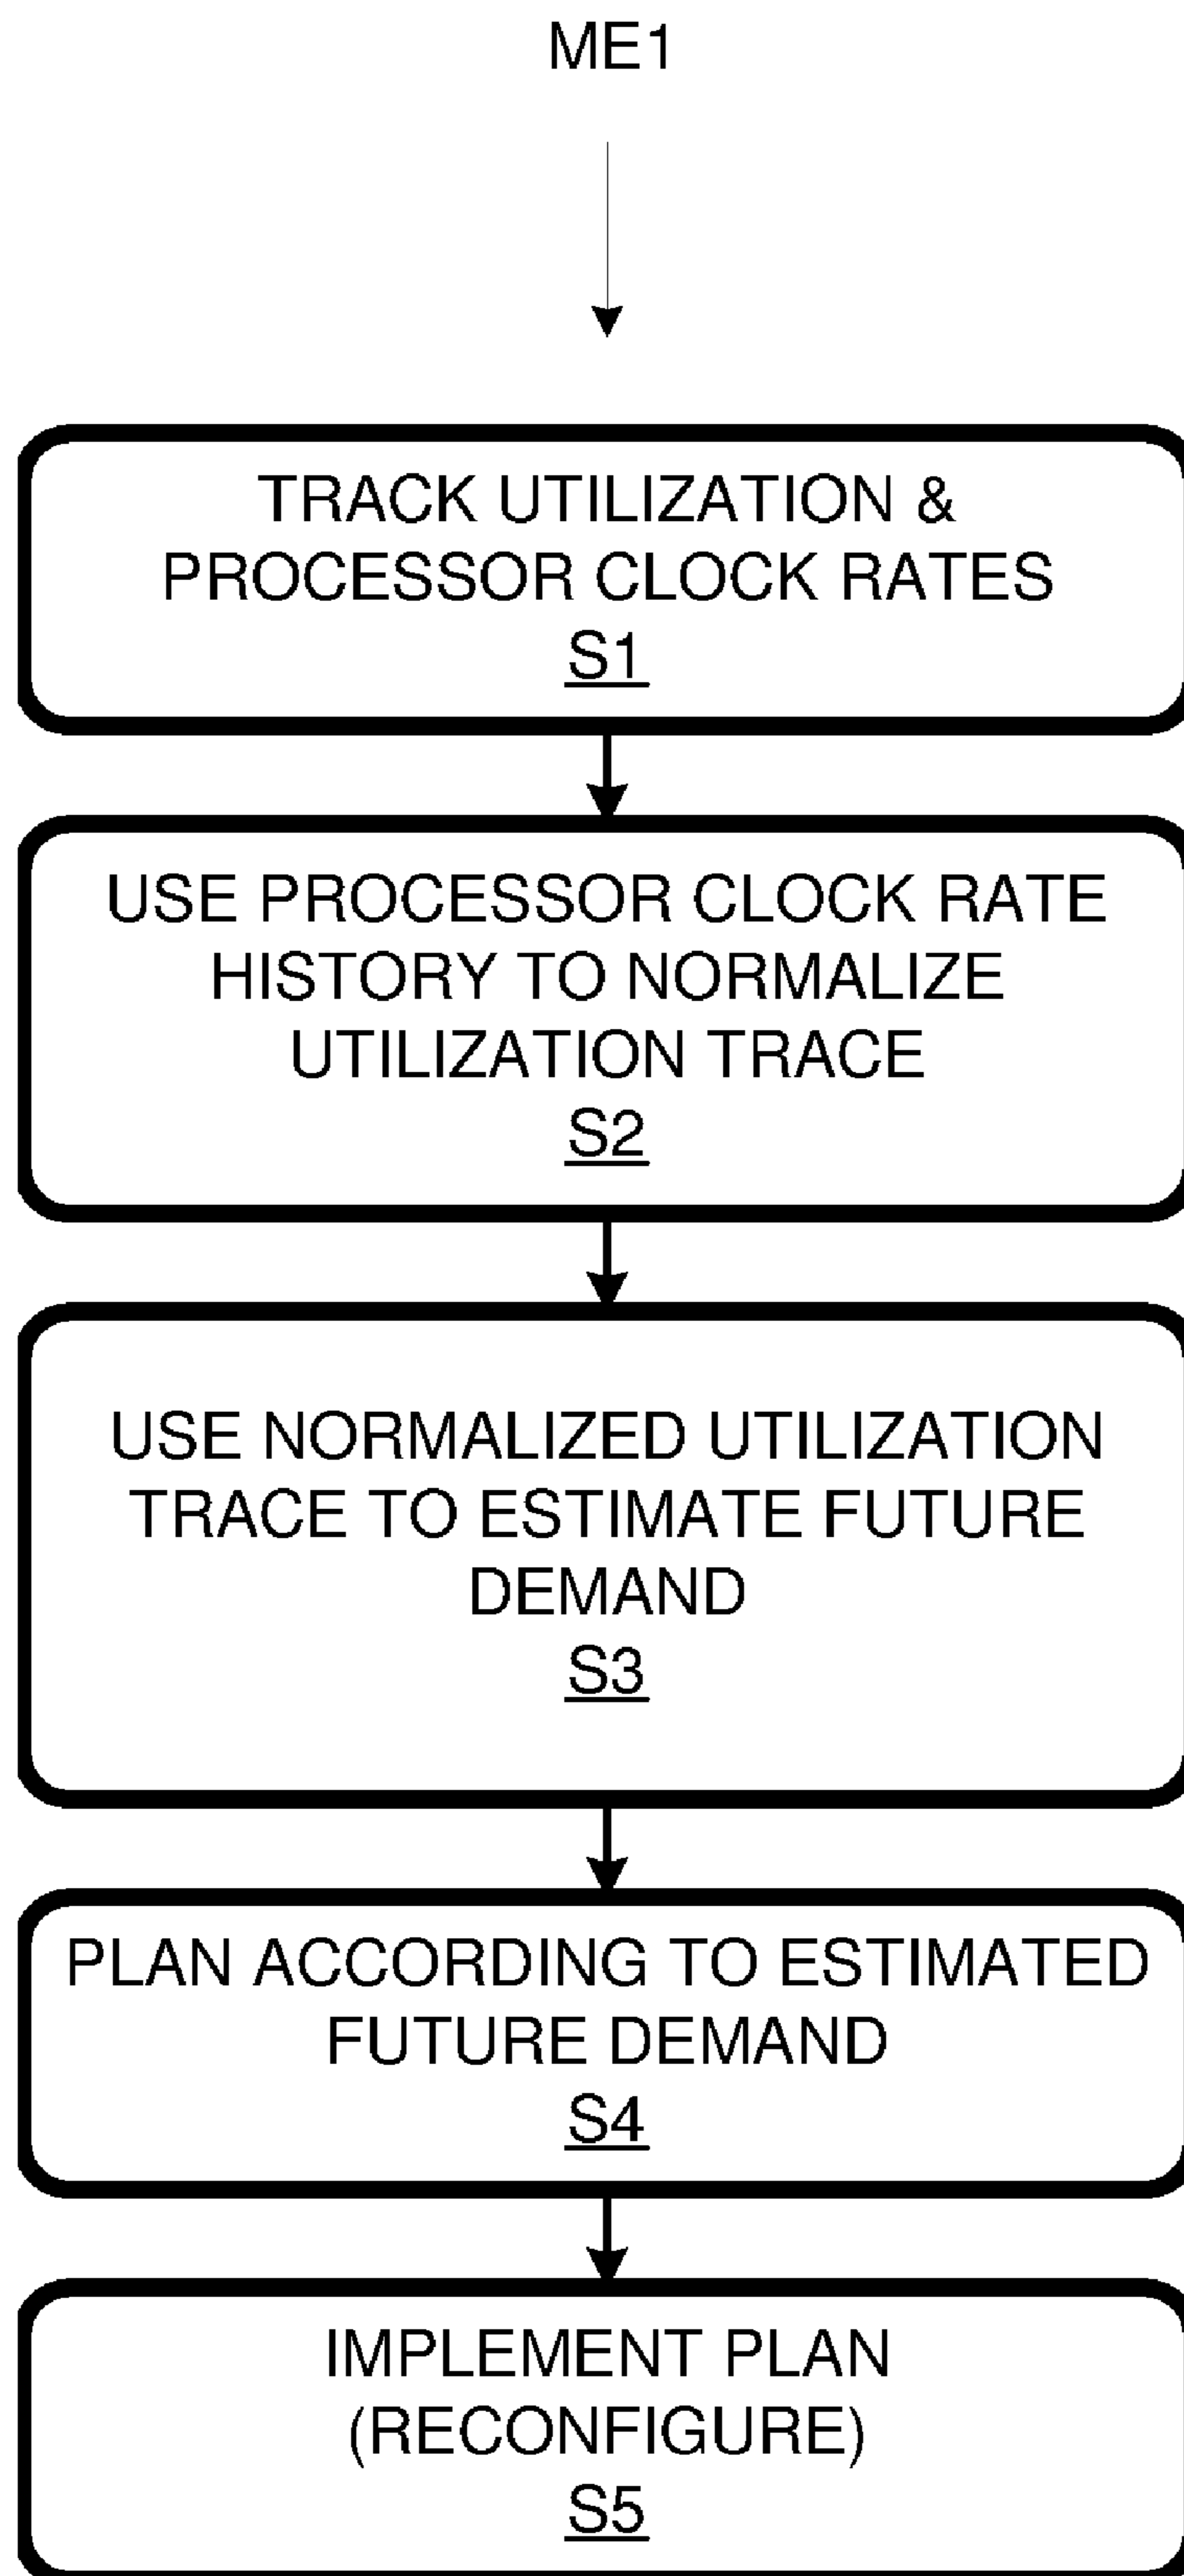 ME1
TRACK UTILIZATION &
PROCESSOR CLOCK RATES
S1
USE PROCESSOR CLOCK RATE
HISTORY TO NORMALIZE
UTILIZATION TRACE
S2
USE NORMALIZED UTILIZATION
TRACE TO ESTIMATE FUTURE
DEMAND
S3
PLAN ACCORDING TO ESTIMATED
FUTURE DEMAND
S4
IMPLEMENT PLAN
(RECONFIGURE)
S5